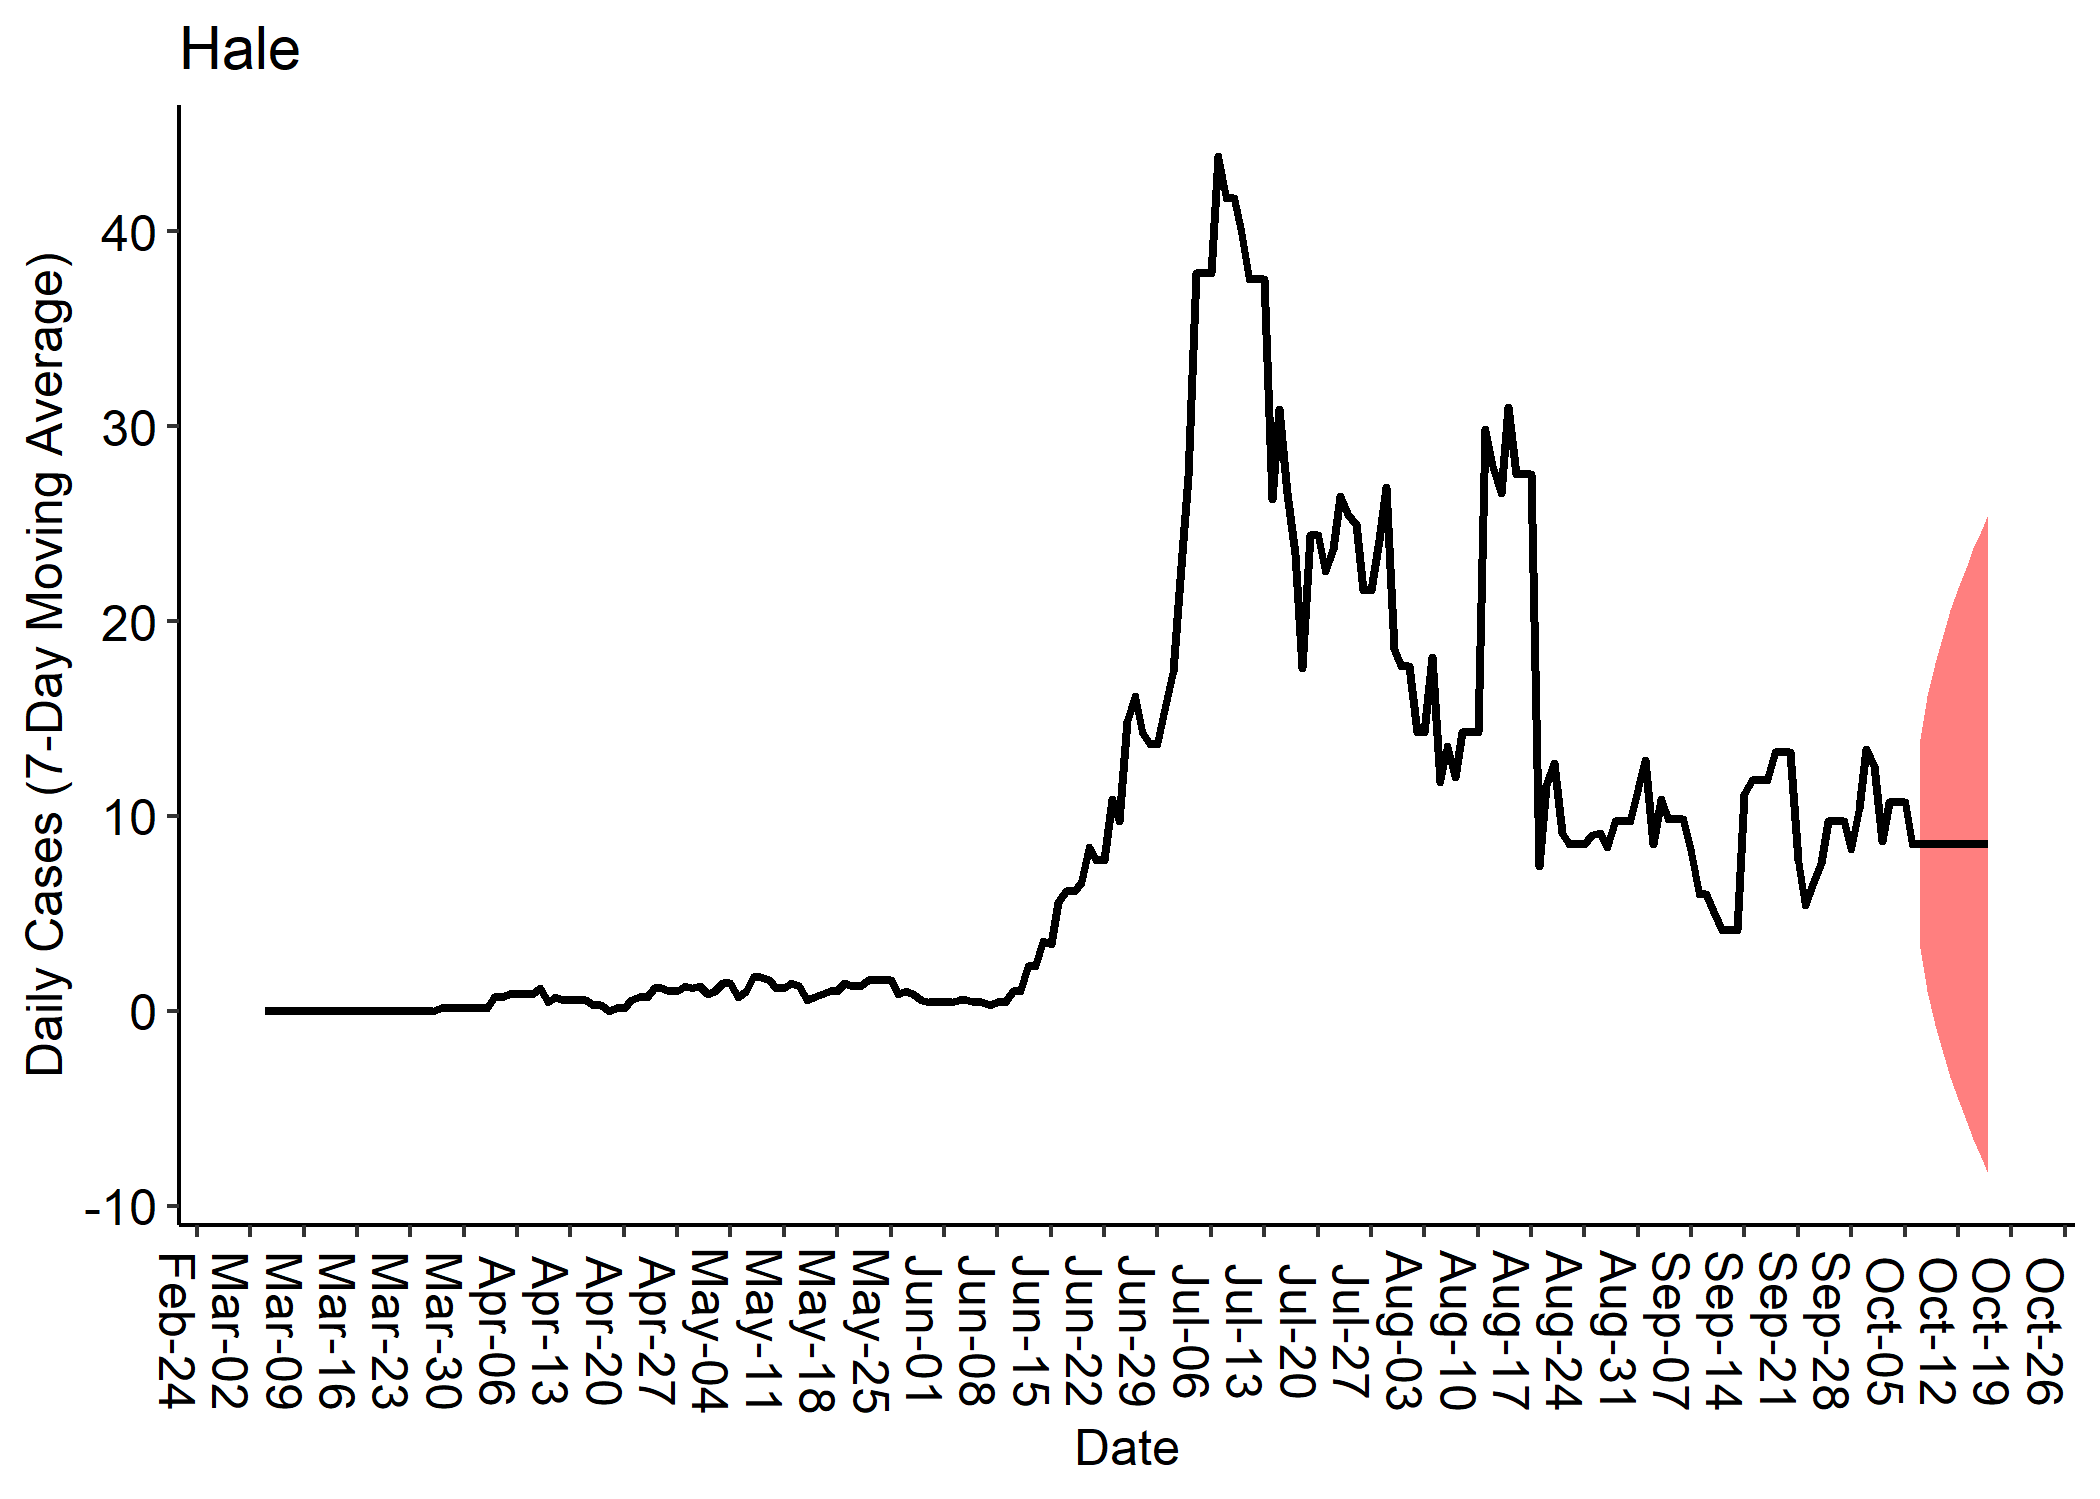 Hale
Daily Cases (7-Day Moving Average)
40
30
20
10
0
-10
Feb-24
Mar-02
Mar-09
Mar-16
Mar-23
Mar-30
Apr-06
Apr-13
Apr-20
Apr-27
May-04
May-11
May-18
May-25
Jun-01
Jun-08
Jun-15
Jun-22
Jun-29
Jul-06
Jul-13
Jul-20
Jul-27
Aug-03
Aug-10
Aug-17
Aug-24
Aug-31
Sep-07
Sep-14
Sep-21
Sep-28
Oct-05
Oct-12
Oct-19
Oct-26
Date